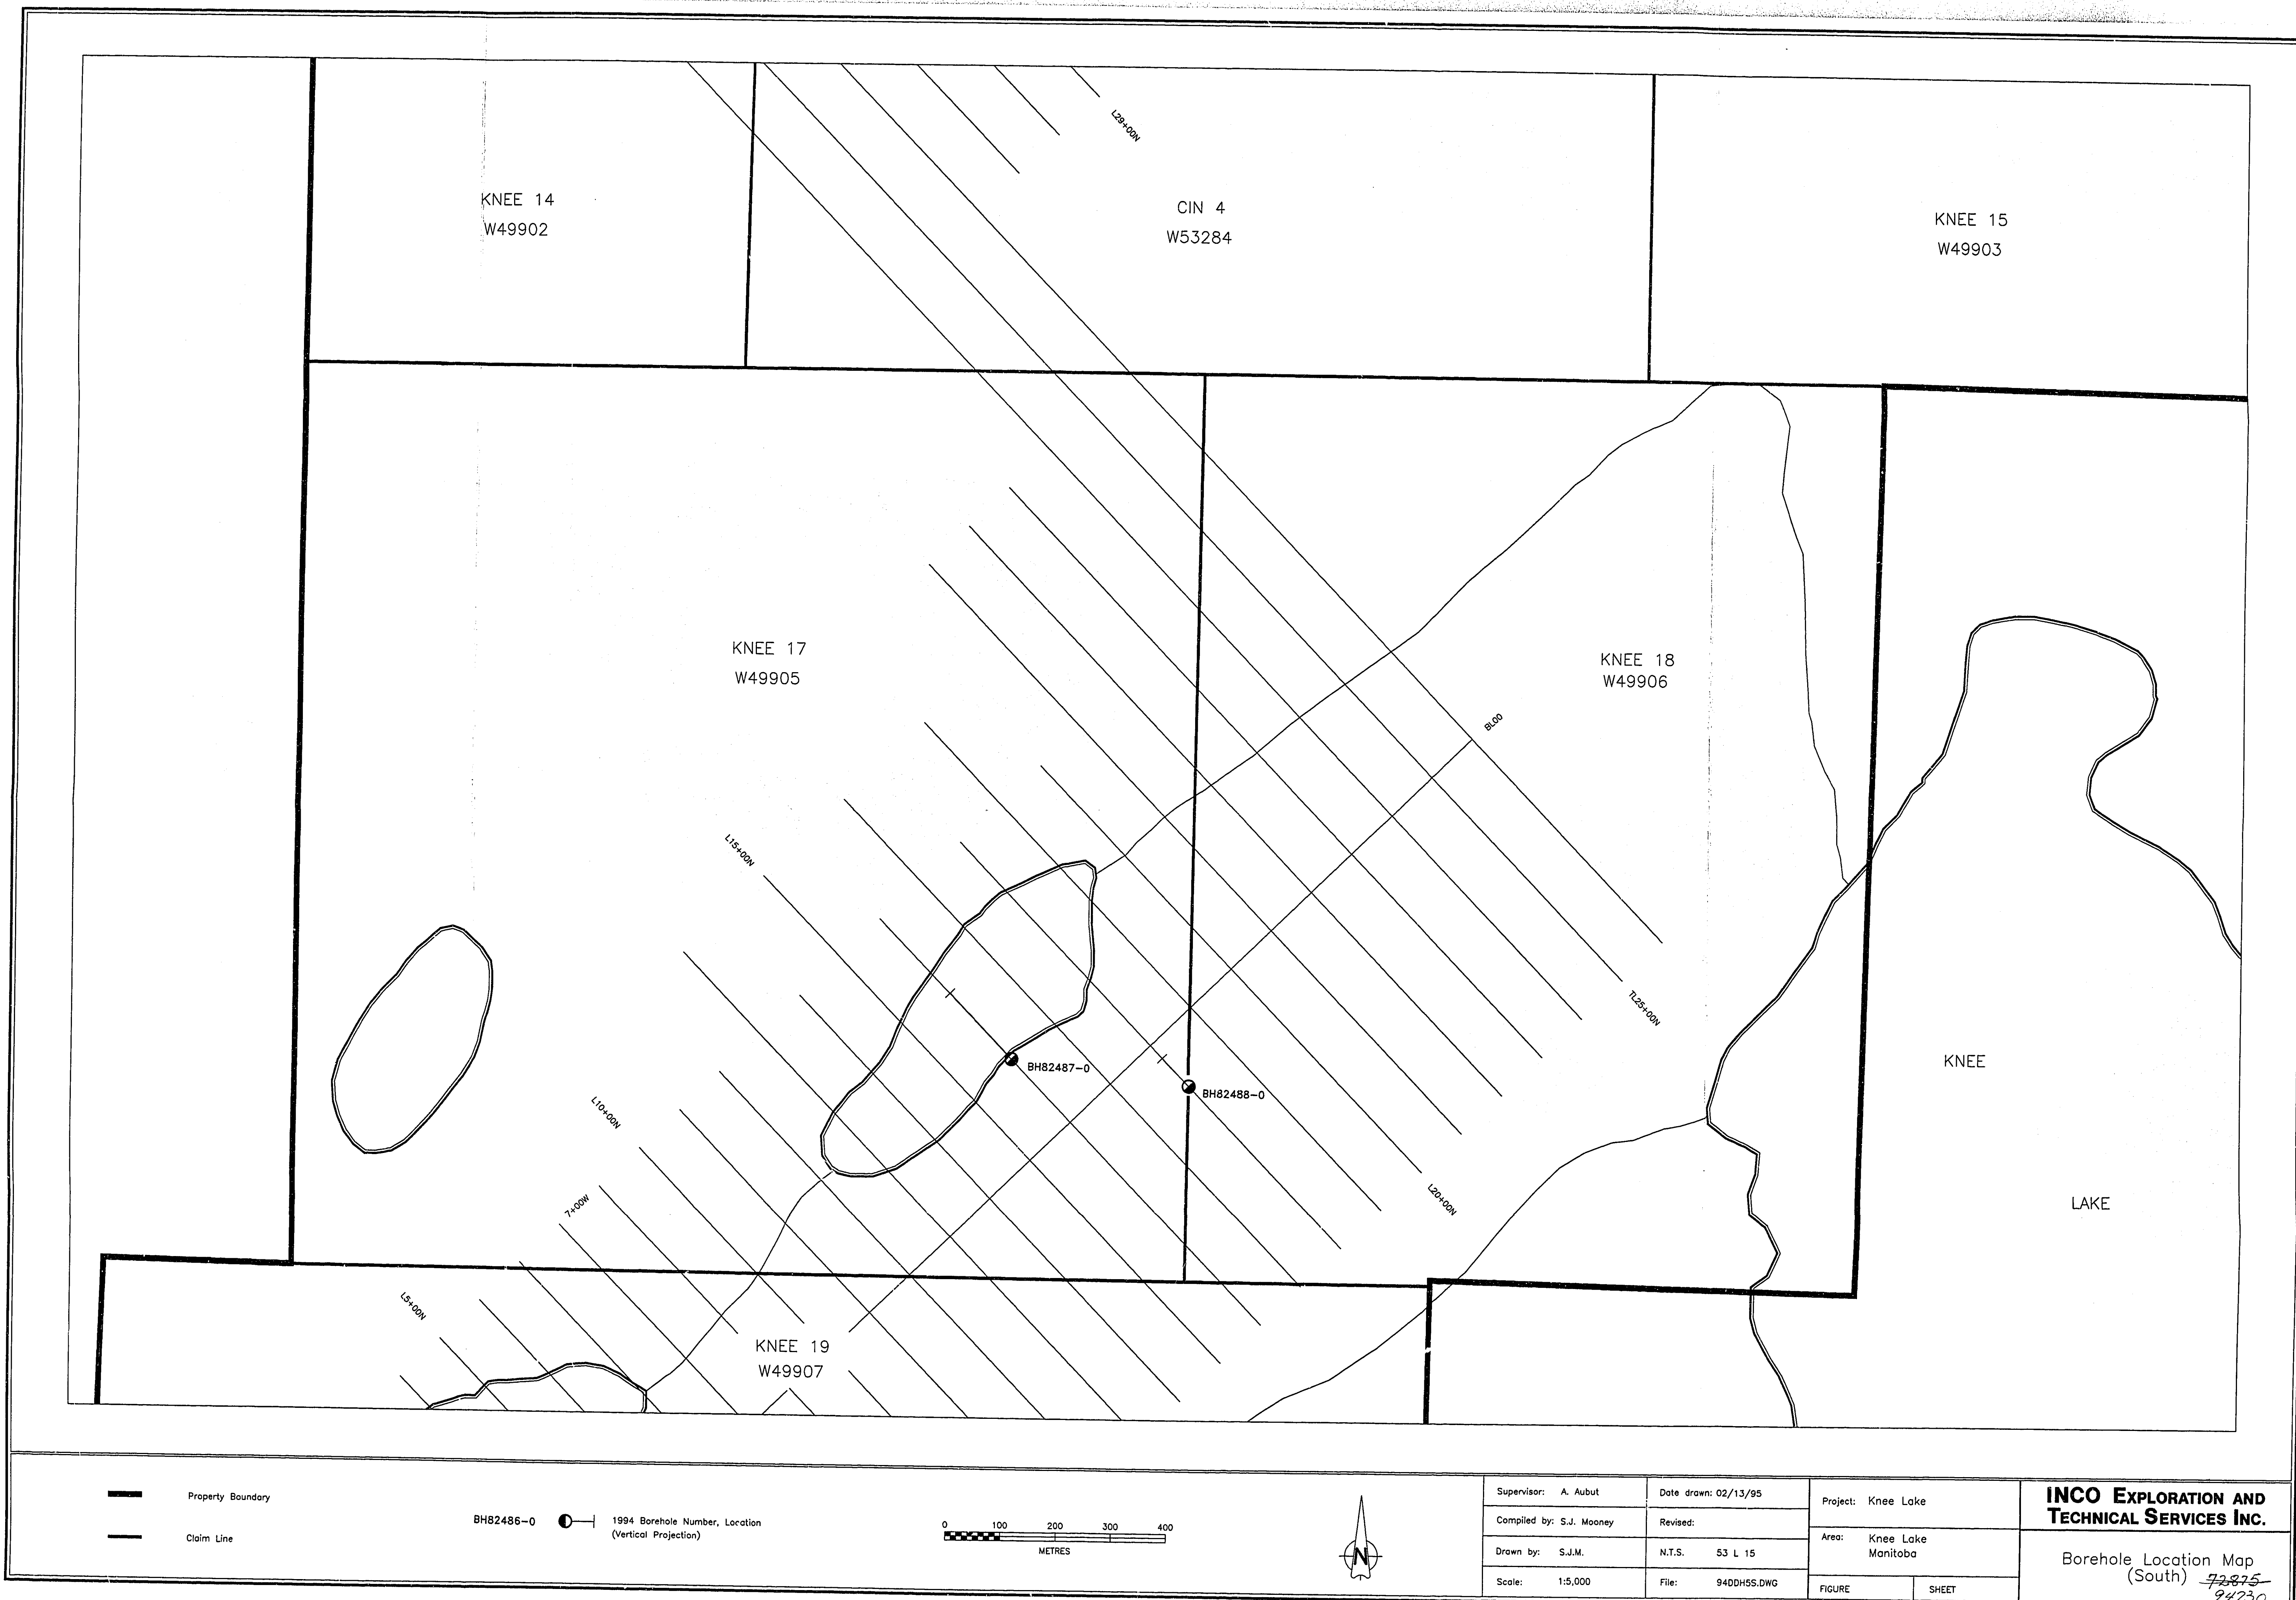 L29+00N
KNEE 14
W49902
CIN 4
W53284
KNEE 15
W49903
KNEE 17
W49905
KNEE 18
W49906
BL00
L15+00N
TL25+00N
KNEE
BH82487-0
BH82488-0
L10+00N
7+00W
L20+00N
LAKE
L5+00N
KNEE 19
W49907
Property Boundary
Claim Line
BH82486-0
1994 Borehole Number, Location
(Vertical Projection)
0 100 200 300 400
METRES
N
Supervisor: A. Aubut
Date drawn: 02/13/95
Compiled by: S.J. Mooney
Revised:
Drawn by: S.J.M.
N.T.S. 53 L 15
Scale: 1:5,000
File: 94DDH5S.DWG
Project: Knee Lake
Area: Knee Lake
Manitoba
FIGURE
SHEET
INCO EXPLORATION AND
TECHNICAL SERVICES INC.
Borehole Location Map
(South) 72875
94230